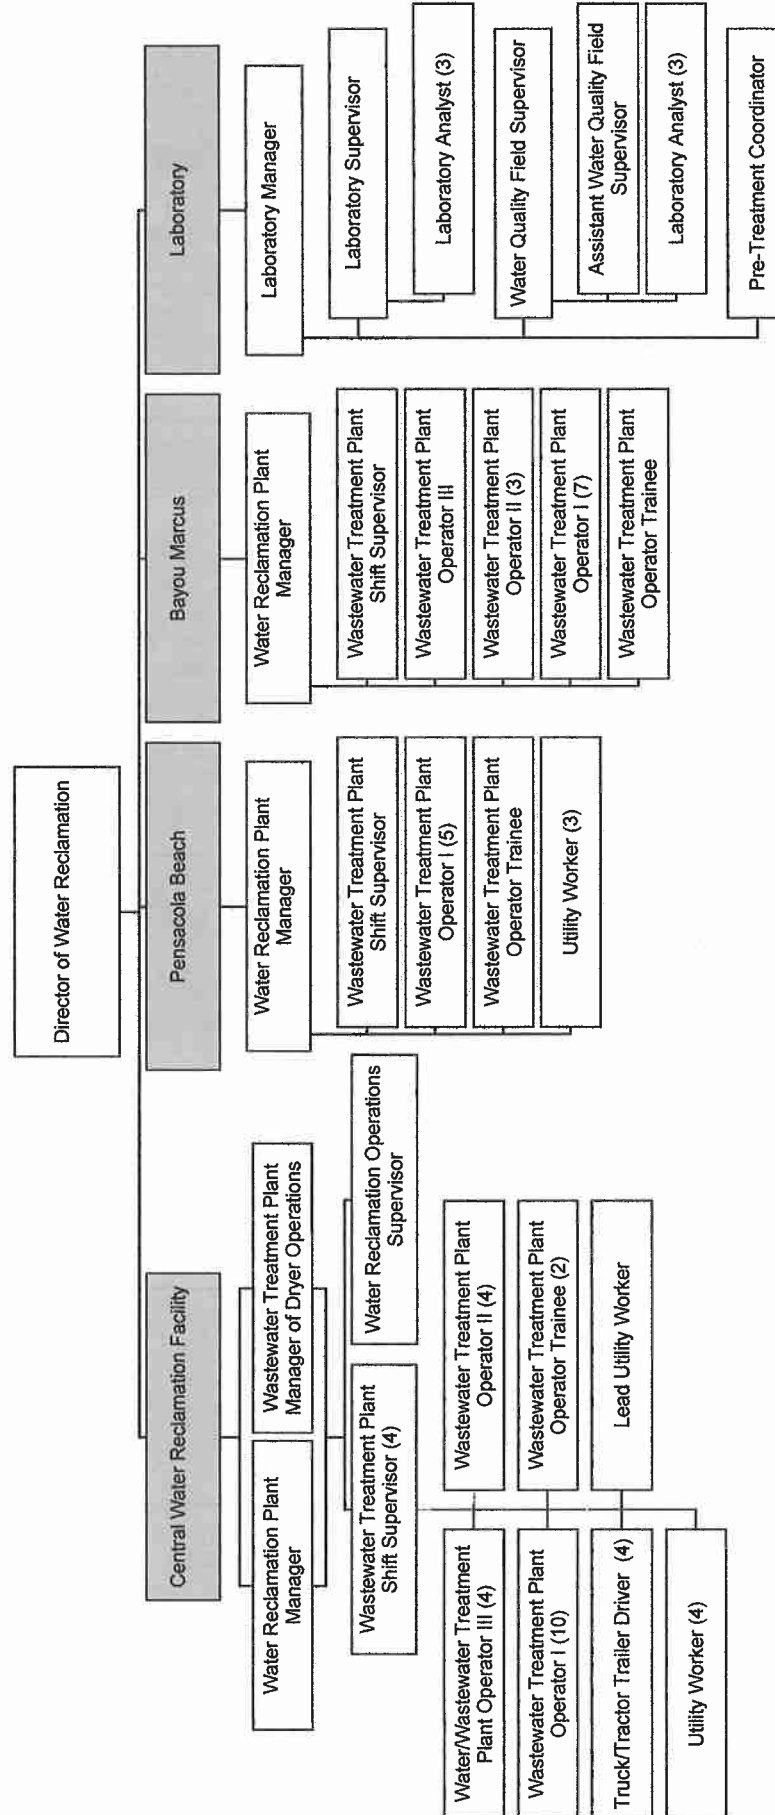 Director of Water Reclamation
Central Water Reclamation Facility
Water Reclamation Plant
Manager
Wastewater Treatment Plant
Manager of Dryer Operations
Wastewater Treatment Plant
Shift Supervisor (4)
Water Reclamation Operations
Supervisor
Water/Wastewater Treatment
Plant Operator III (4)
Wastewater Treatment Plant
Operator II (4)
Wastewater Treatment Plant
Operator I (10)
Wastewater Treatment Plant
Operator Trainee (2)
Truck/Tractor Trailer Driver (4)
Lead Utility Worker
Utility Worker (4)
Pensacola Beach
Water Reclamation Plant
Manager
Wastewater Treatment Plant
Shift Supervisor
Wastewater Treatment Plant
Operator I (5)
Wastewater Treatment Plant
Operator Trainee
Utility Worker (3)
Bayou Marcus
Water Reclamation Plant
Manager
Wastewater Treatment Plant
Shift Supervisor
Wastewater Treatment Plant
Operator III
Wastewater Treatment Plant
Operator II (3)
Wastewater Treatment Plant
Operator I (7)
Wastewater Treatment Plant
Operator Trainee
Laboratory
Laboratory Manager
Laboratory Supervisor
Laboratory Analyst (3)
Water Quality Field Supervisor
Assistant Water Quality Field
Supervisor
Laboratory Analyst (3)
Pre-Treatment Coordinator